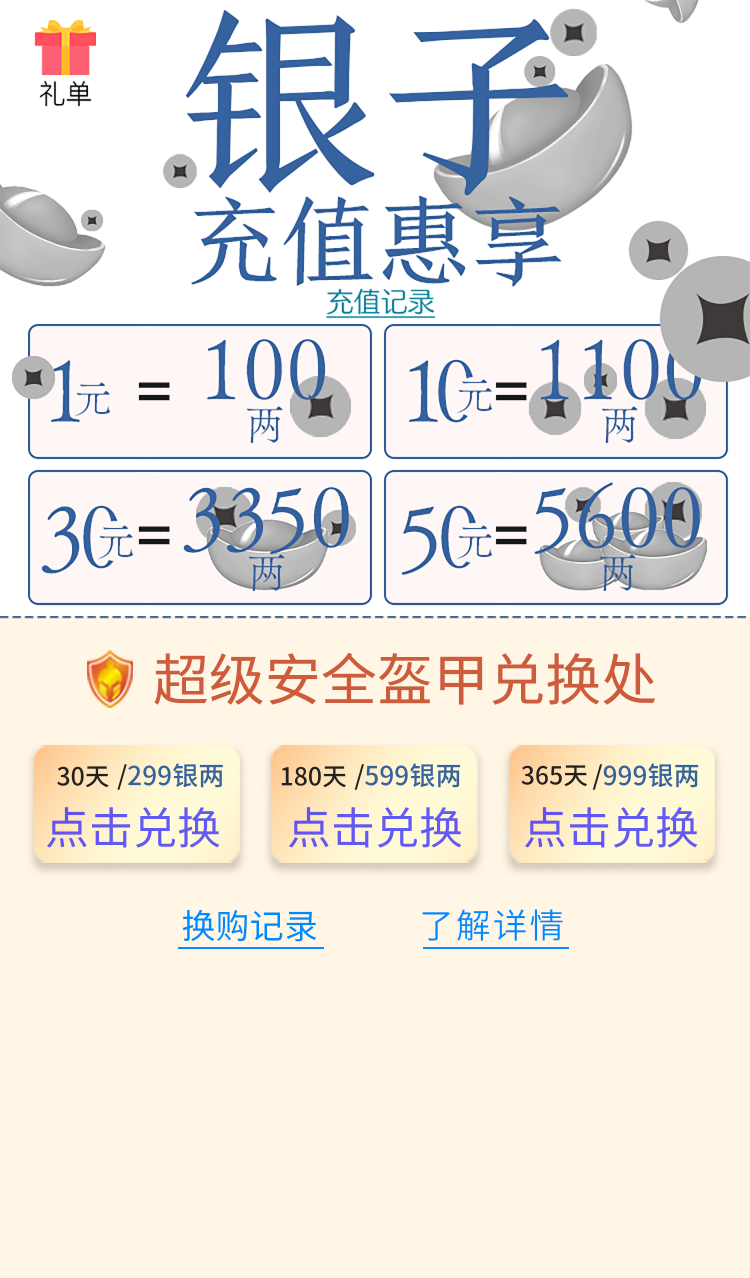 礼单
银子
充值惠享
充值记录
1元 = 100两
10元 = 1100两
30元 = 3350两
50元 = 5600两
超级安全盔甲兑换处
30天 /299银两
点击兑换
180天 /599银两
点击兑换
365天 /999银两
点击兑换
换购记录
了解详情